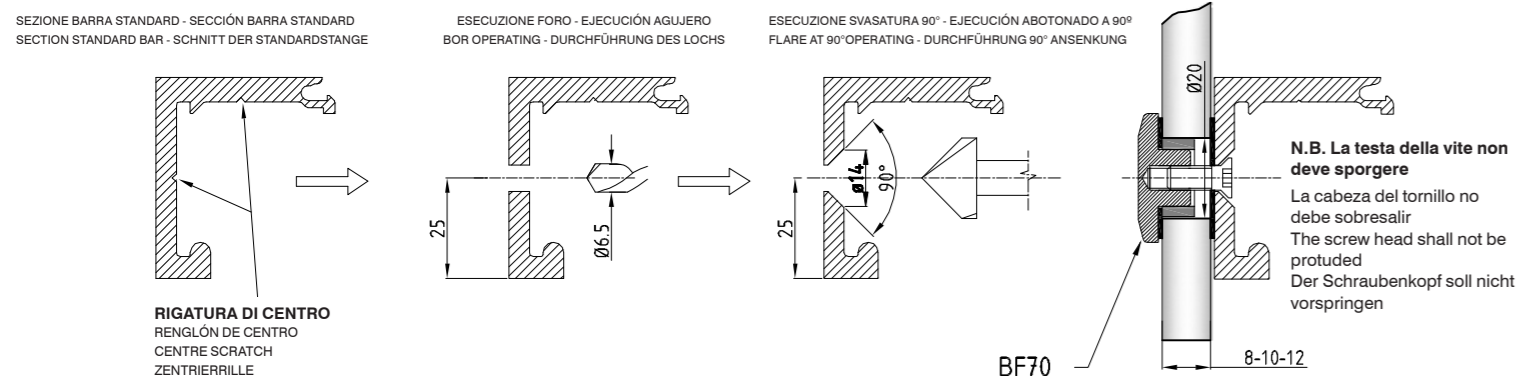 SEZIONE BARRA STANDARD - SECCIÓN BARRA STANDARD
SECTION STANDARD BAR - SCHNITT DER STANDARDSTANGE
ESECUZIONE FORO - EJECUCIÓN AGUJERO
BOR OPERATING - DURCHFÜHRUNG DES LOCHS
ESECUZIONE SVASATURA 90° - EJECUCIÓN ABOTONADO A 90º
FLARE AT 90°OPERATING - DURCHFÜHRUNG 90° ANSENKUNG
RIGATURA DI CENTRO
RENGLÓN DE CENTRO
CENTRE SCRATCH
ZENTRIERRILLE
25
Ø6.5
25
ø14
90°
Ø20
BF70
8-10-12
N.B. La testa della vite non
deve sporgere
La cabeza del tornillo no
debe sobresalir
The screw head shall not be
protuded
Der Schraubenkopf soll nicht
vorspringen